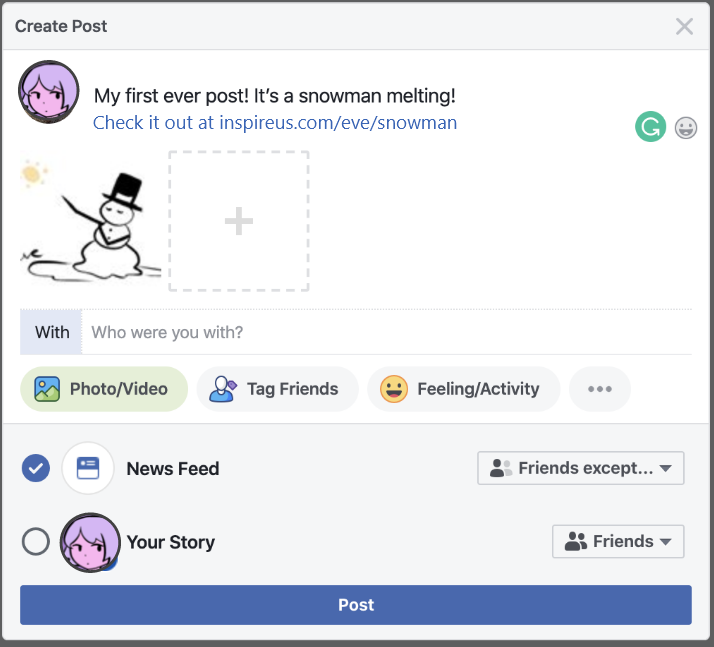 Create Post
My first ever post! It's a snowman melting!
Check it out at inspireus.com/eve/snowman
With Who were you with?
Photo/Video Tag Friends Feeling/Activity
News Feed Friends except...
Your Story Friends
Post